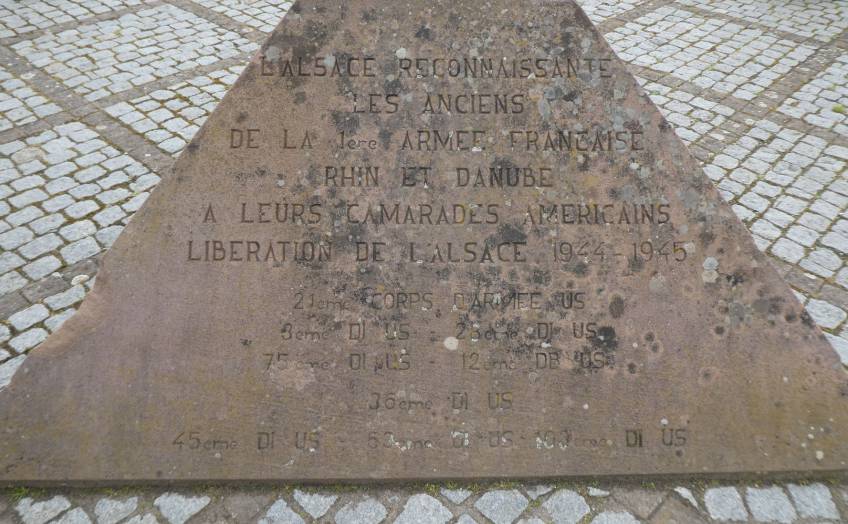 L'ALSACE RECONNAISSANTE
LES ANCIENS
DE LA 1ere ARMEE FRANCAISE
RHIN ET DANUBE
A LEURS CAMARADES AMERICAINS
LIBERATION DE L'ALSACE 1944-1945
21eme CORPS D'ARMEE US
3eme DI US - 28eme DI US
75eme DI US - 12eme DB US
36eme DI US
45eme DI US - 63eme DI US - 103eme DI US